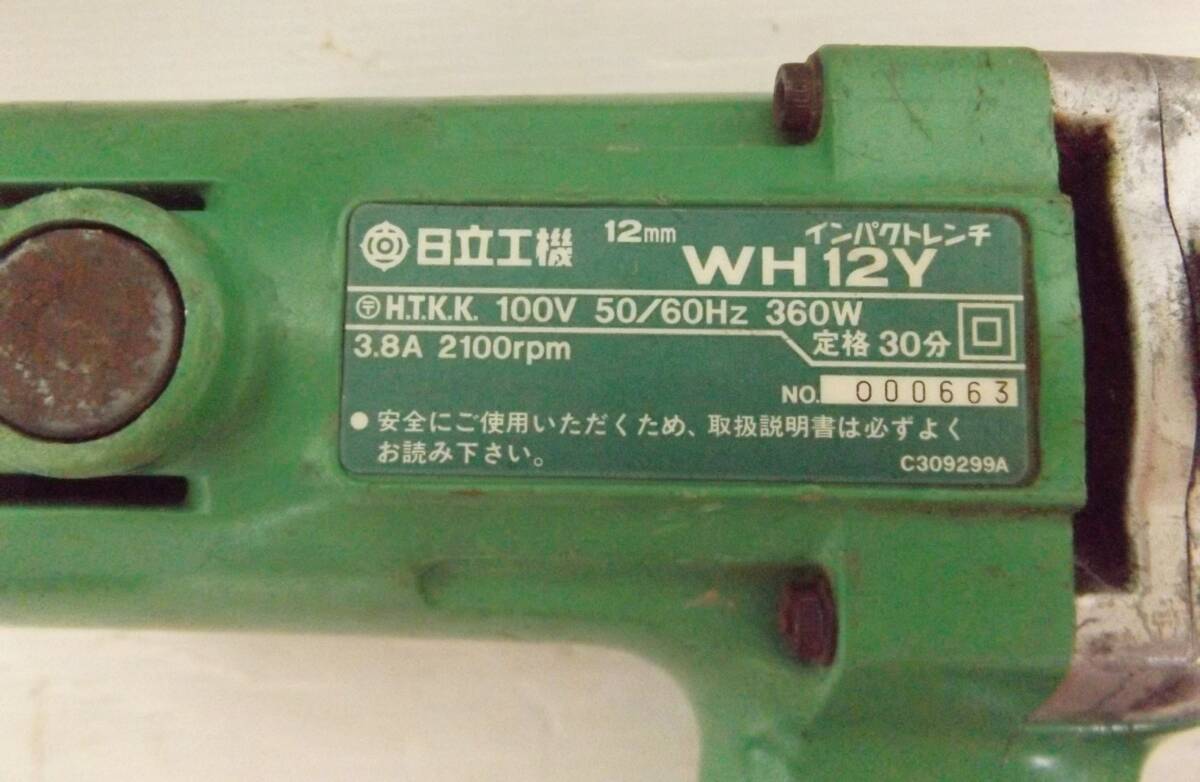 日立工機 12mm インパクトレンチ
WH12Y
〒 H.T.K.K. 100V 50/60Hz 360W
3.8A 2100rpm 定格 30分
NO. 000663
● 安全にご使用いただくため、取扱説明書は必ずよく
お読み下さい。
C309299A